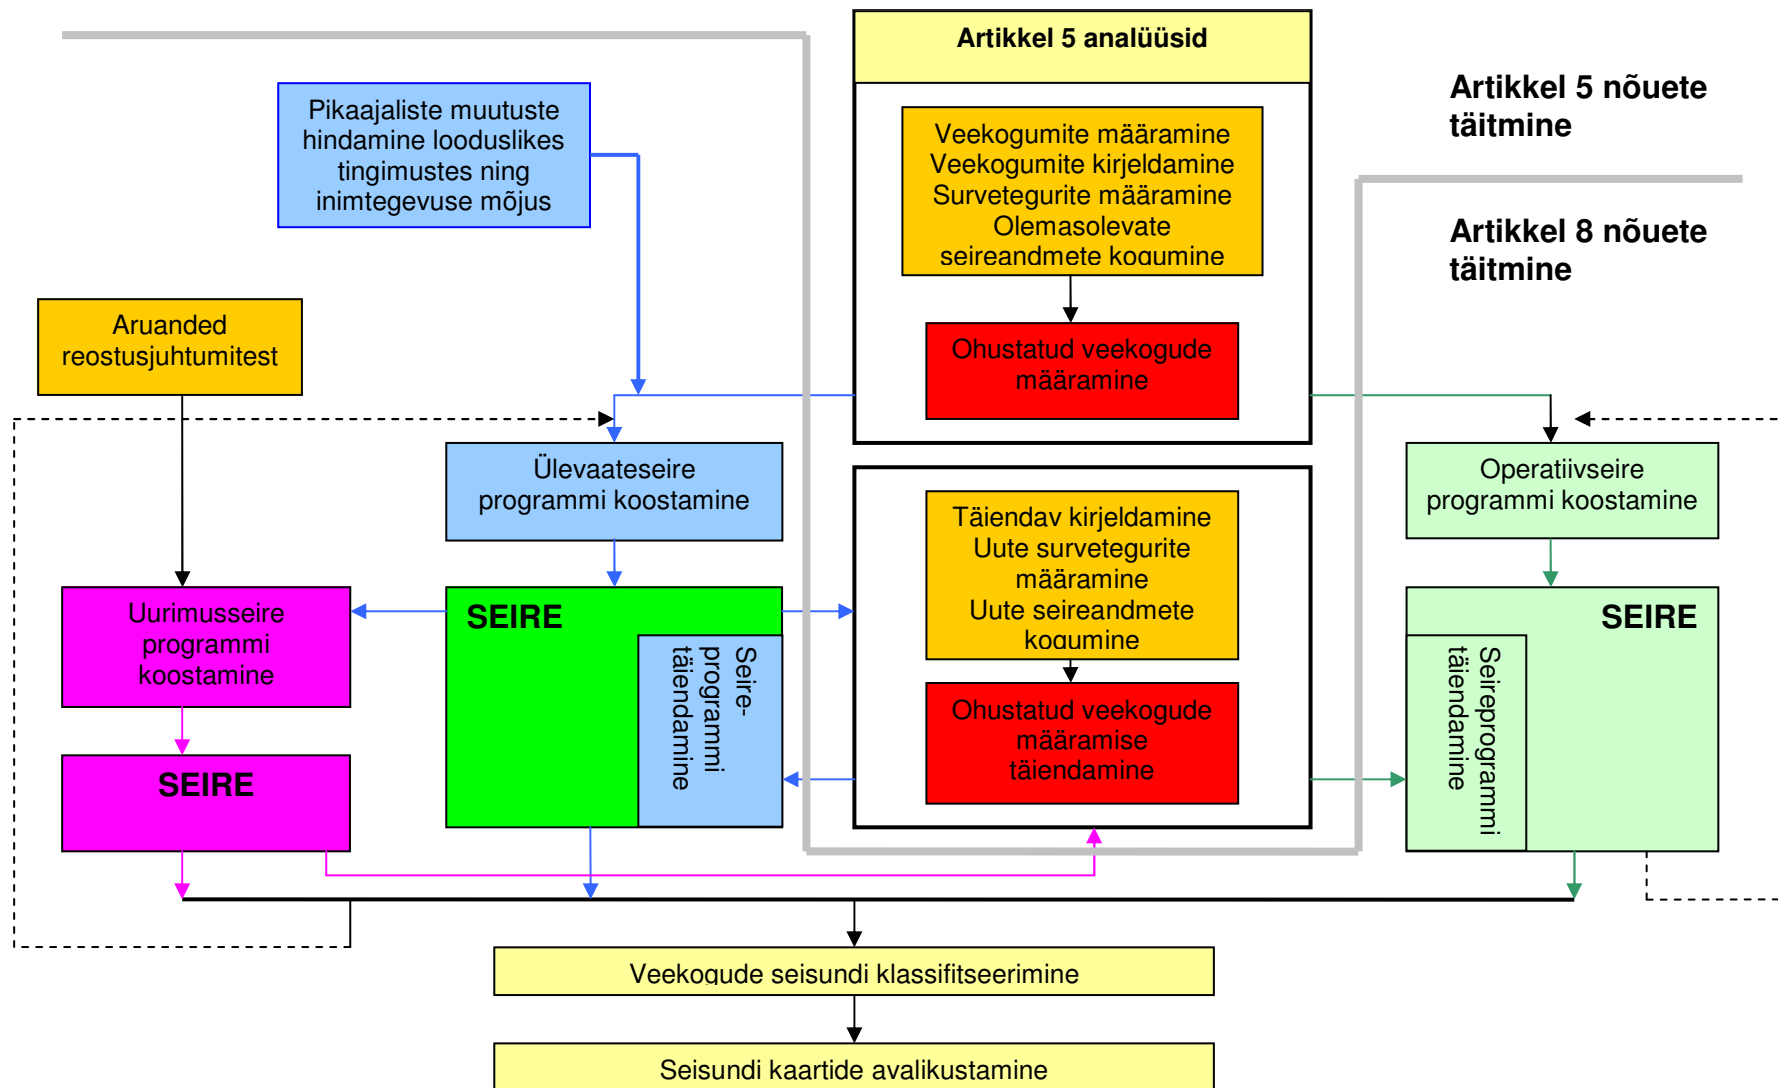 Artikkel 5 analüüsid
Artikkel 5 nõuete
täitmine
Pikaajaliste muutuste
hindamine looduslikes
tingimustes ning
inimtegevuse mõjus
Veekogumite määramine
Veekogumite kirjeldamine
Survetegurite määramine
Olemasolevate
seireandmete kogumine
Artikkel 8 nõuete
täitmine
Aruanded
reostusjuhtumitest
Ohustatud veekogude
määramine
Ülevaateseire
programmi koostamine
Operatiivseire
programmi koostamine
Täiendav kirjeldamine
Uute survetegurite
määramine
Uute seireandmete
kogumine
Uurimusseire
programmi
koostamine
SEIRE
Seire-
programmi
täiendamine
SEIRE
Seireprogrammi
täiendamine
Ohustatud veekogude
määramise
täiendamine
SEIRE
Veekogude seisundi klassifitseerimine
Seisundi kaartide avalikustamine